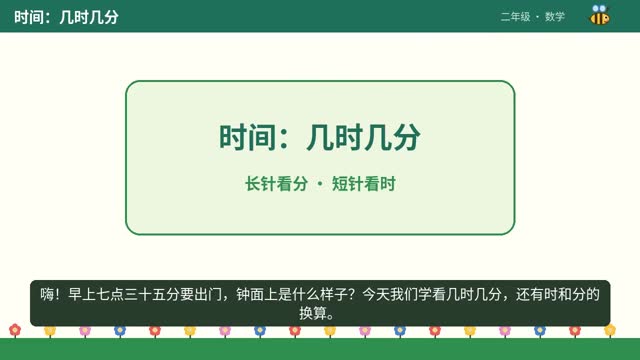 时间：几时几分
二年级 · 数学
时间：几时几分
长针看分 · 短针看时
嗨！早上七点三十五分要出门，钟面上是什么样子？今天我们学看几时几分，还有时和分的
换算。